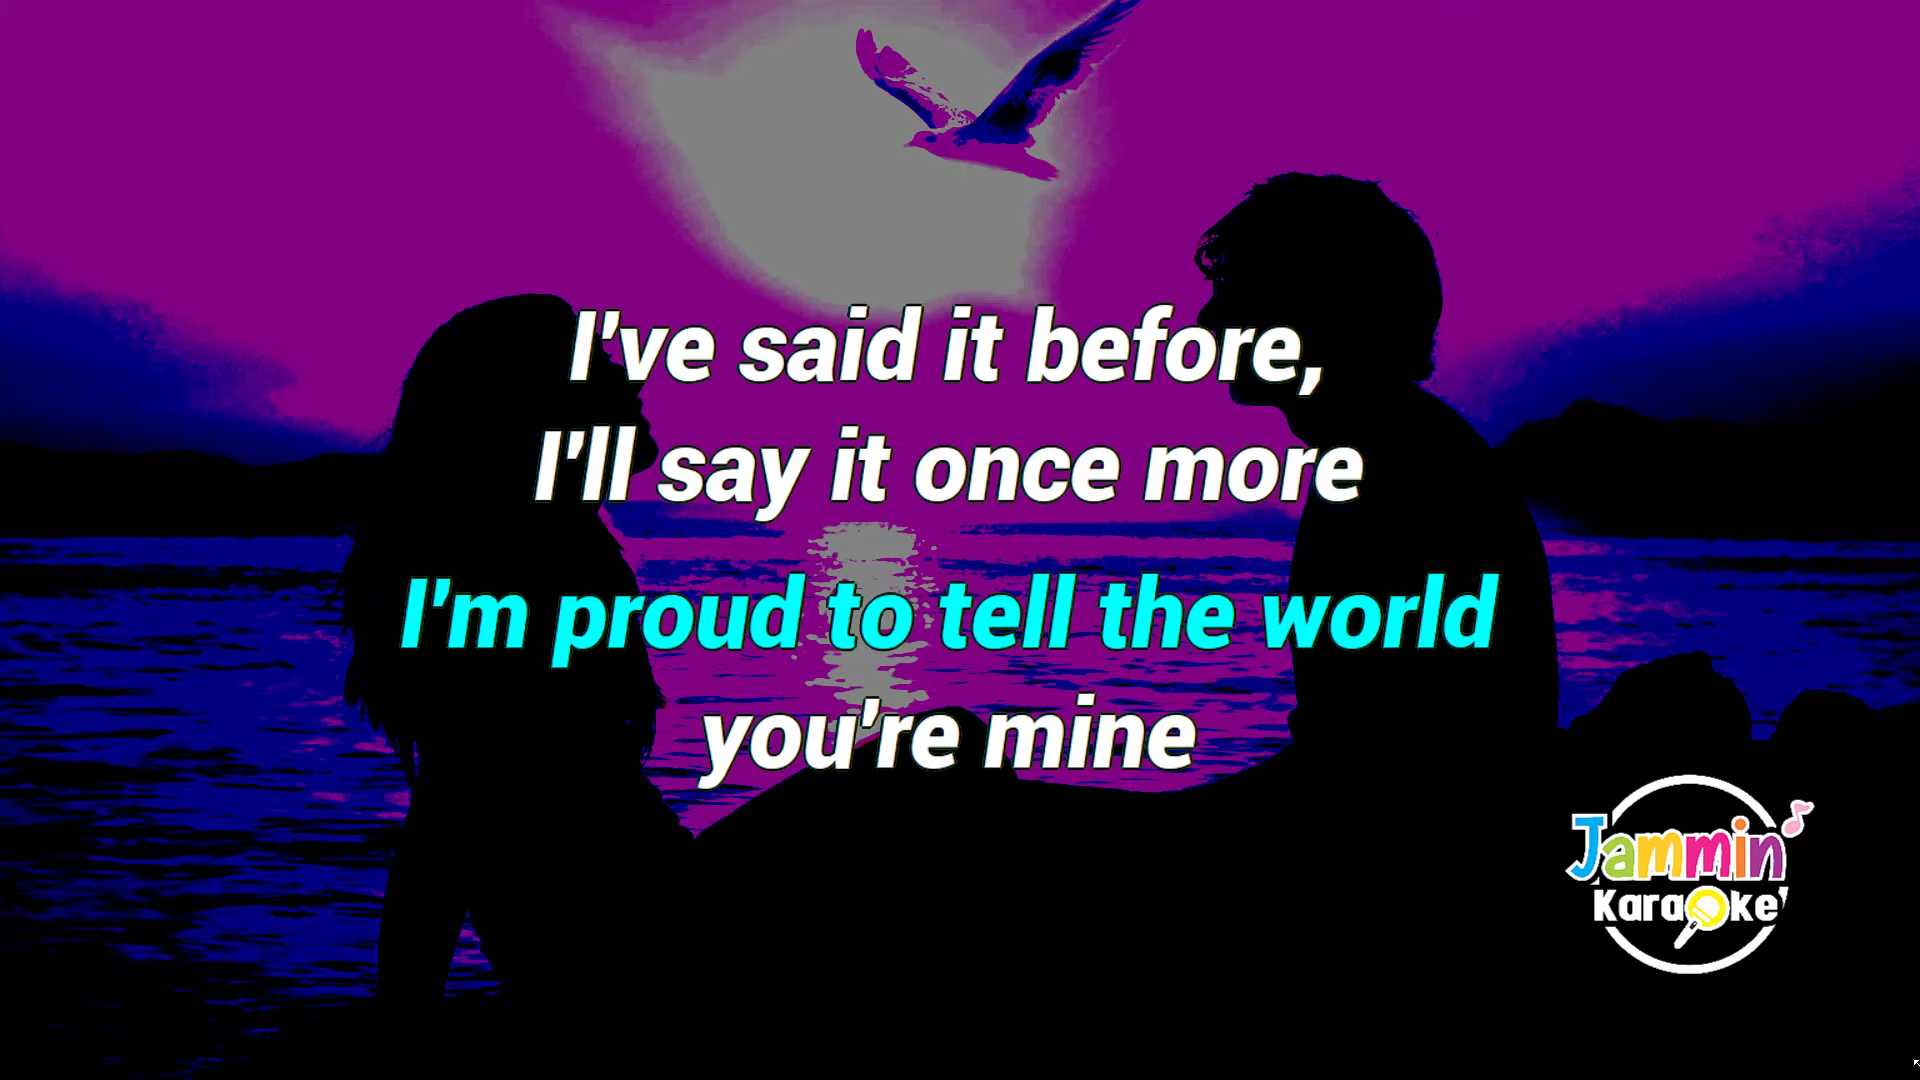 I've said it before,
I'll say it once more
I'm proud to tell the world
you're mine
Jammin
Karaoke